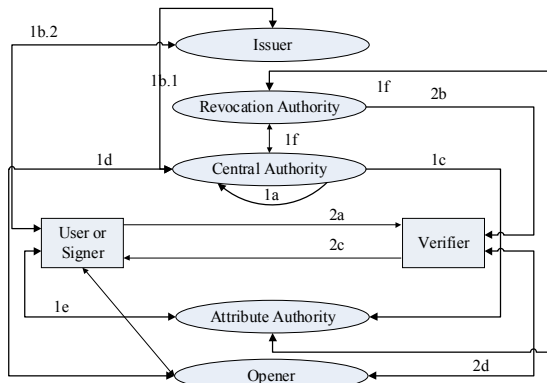 1b.2
Issuer
1b.1
1f
Revocation Authority
2b
1f
1d
Central Authority
1c
1a
User or
Signer
2a
Verifier
2c
1e
Attribute Authority
2d
Opener